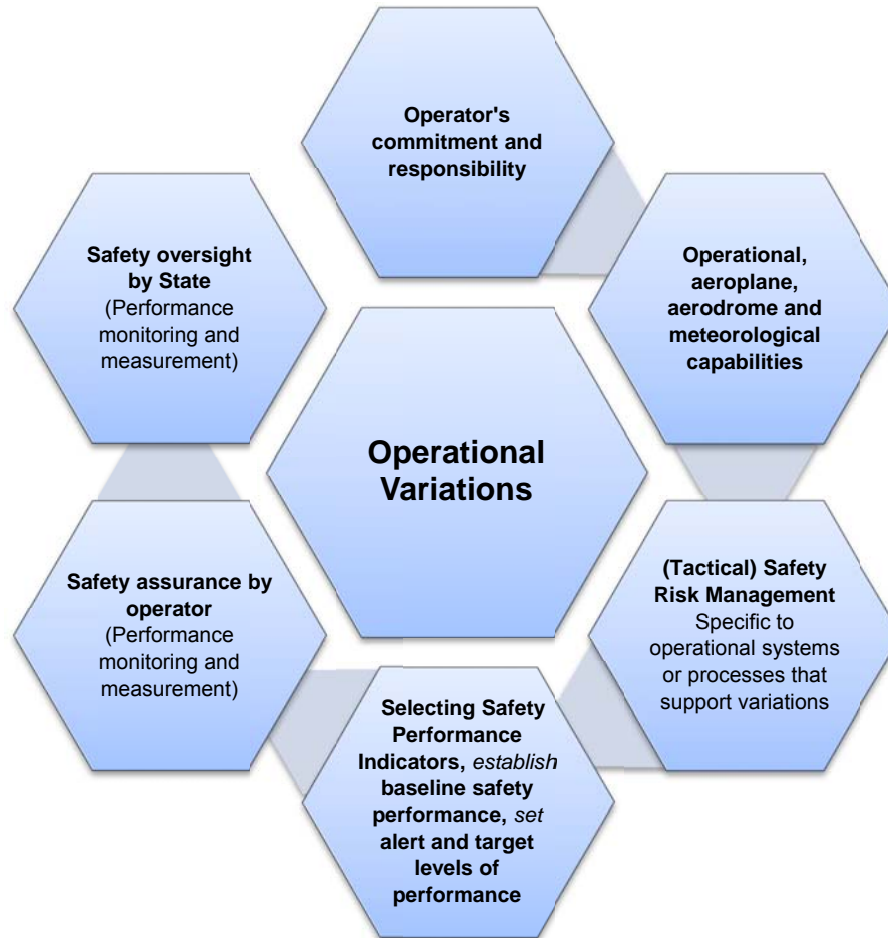 Operator's
commitment and
responsibility
Operational,
aeroplane,
aerodrome and
meteorological
capabilities
(Tactical) Safety
Risk Management
Specific to
operational systems
or processes that
support variations
Selecting Safety
Performance
Indicators, establish
baseline safety
performance, set
alert and target
levels of
performance
Safety assurance by
operator
(Performance
monitoring and
measurement)
Safety oversight
by State
(Performance
monitoring and
measurement)
Operational
Variations